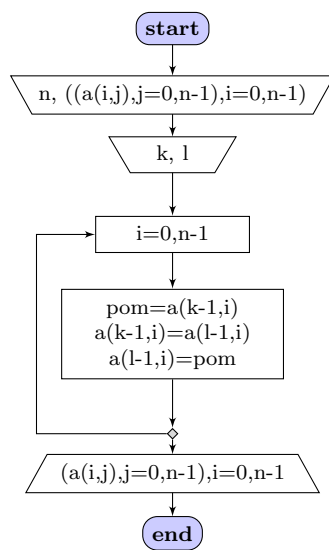 start
n, ((a(i,j),j=0,n-1),i=0,n-1)
k, l
i=0,n-1
pom=a(k-1,i)
a(k-1,i)=a(l-1,i)
a(l-1,i)=pom
(a(i,j),j=0,n-1),i=0,n-1
end